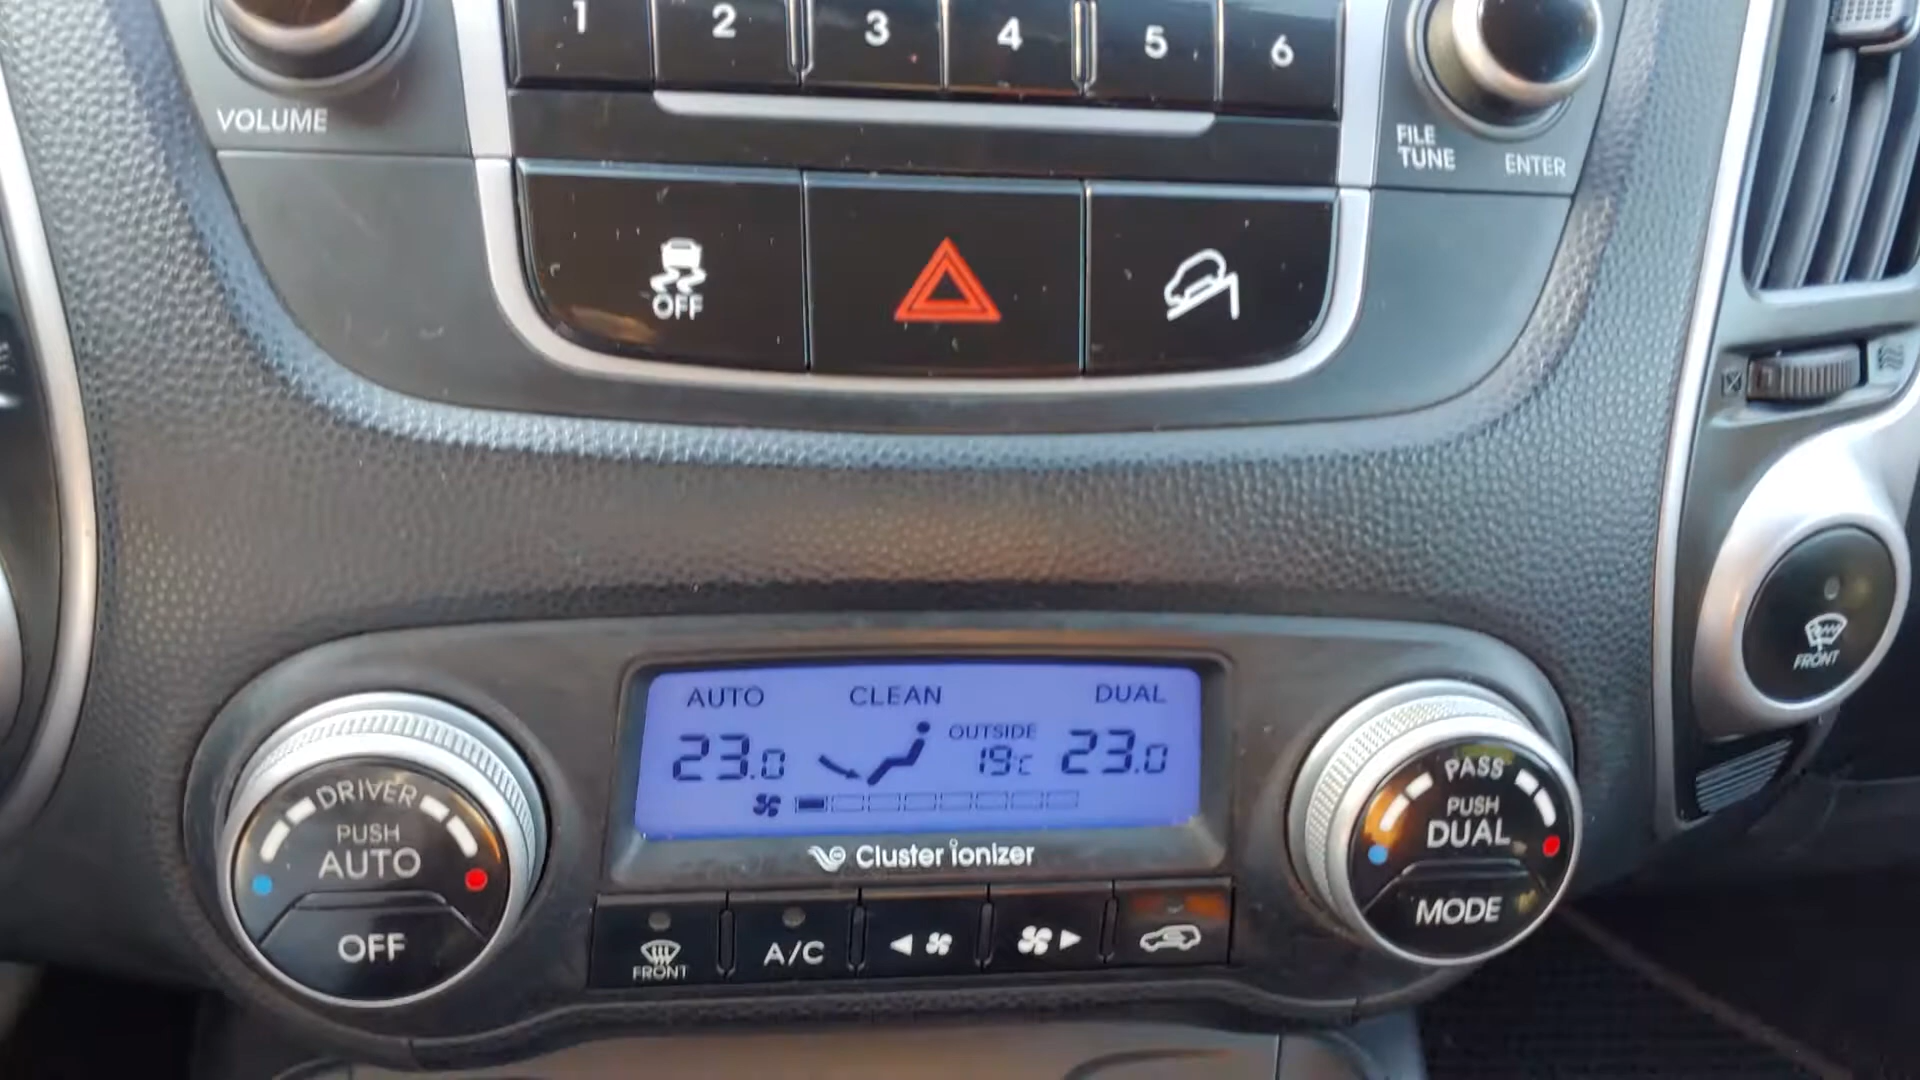 1 2 3 4 5 6
VOLUME
FILE
TUNE
ENTER
OFF
FRONT
AUTO CLEAN DUAL
OUTSIDE
23.0 19c 23.0
Cluster ionizer
DRIVER
PUSH
AUTO
OFF
PASS
PUSH
DUAL
MODE
FRONT
A/C